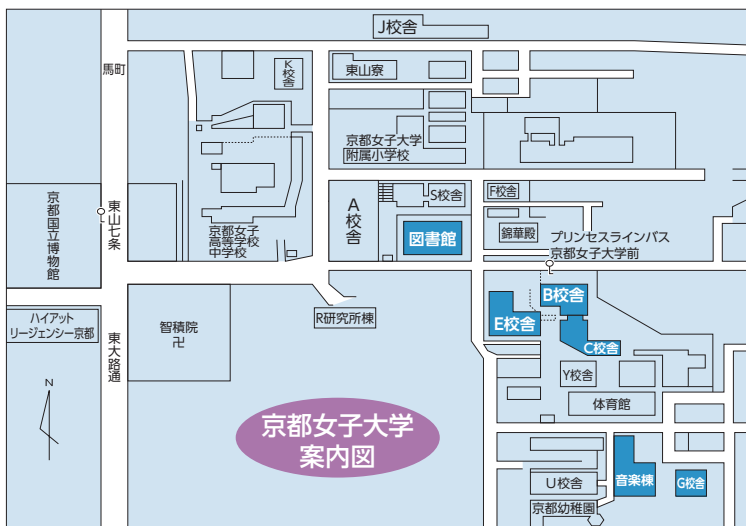 J校舎
馬町
K
校
舎
東山寮
京都女子大学
附属小学校
京都
国立博物館
東山七条
京都女子
高等学校
中学校
A
校
舎
S校舎
図書館
F校舎
錦華殿
プリンセスラインバス
京都女子大学前
ハイアット
リージェンシー京都
東大路通
智積院
卍
R研究所棟
E校舎
B校舎
C校舎
Y校舎
体育館
N
京都女子大学
案内図
U校舎
京都幼稚園
音楽棟
G校舎